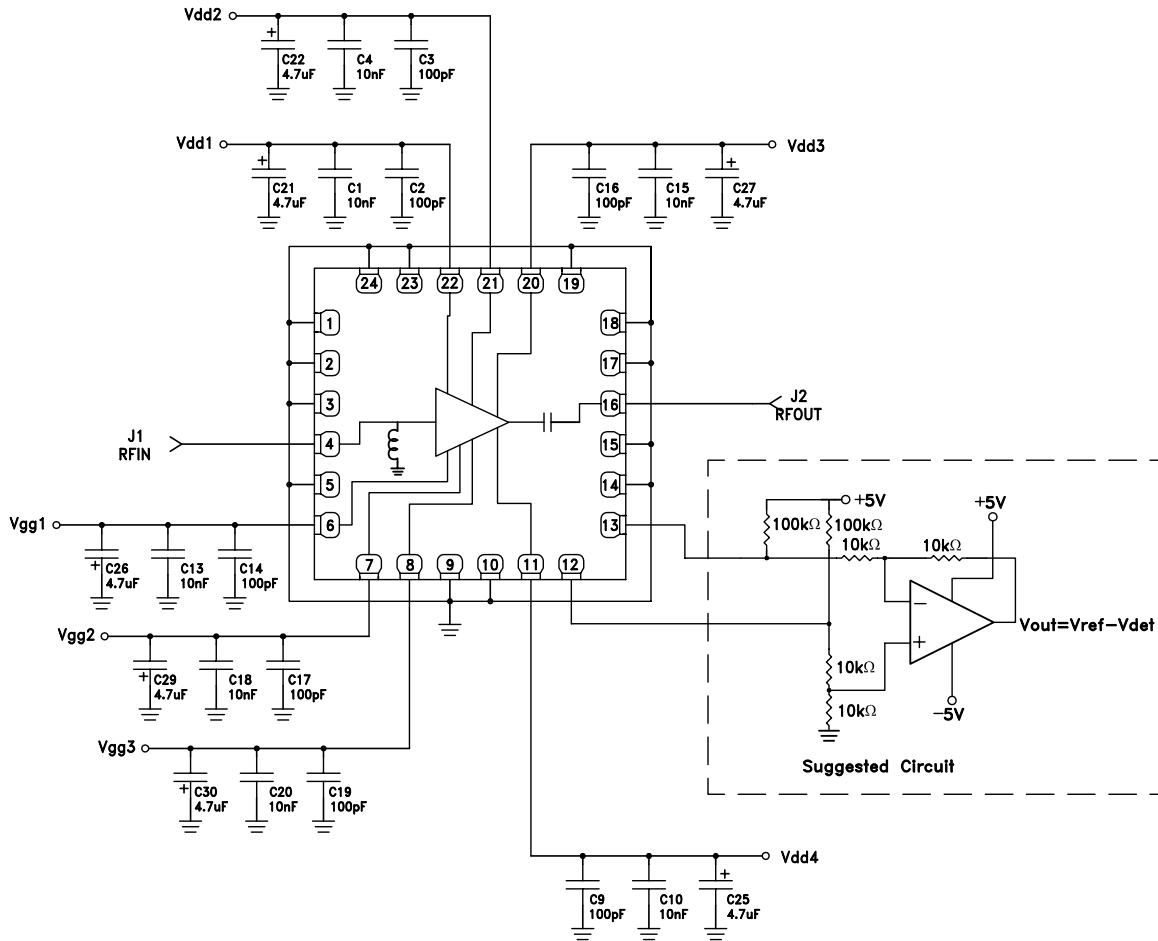 Vdd2
C22
4.7uF
C4
10nF
C3
100pF
Vdd1
C21
4.7uF
C1
10nF
C2
100pF
Vdd3
C16
100pF
C15
10nF
C27
4.7uF
24
23
22
21
20
19
1
2
3
4
5
6
18
17
16
15
14
13
7
8
9
10
11
12
J1
RFIN
J2
RFOUT
Vgg1
C26
4.7uF
C13
10nF
C14
100pF
Vgg2
C29
4.7uF
C18
10nF
C17
100pF
Vgg3
C30
4.7uF
C20
10nF
C19
100pF
+5V
+5V
100kΩ
100kΩ
10kΩ
10kΩ
Vout=Vref-Vdet
10kΩ
10kΩ
-5V
Suggested Circuit
Vdd4
C9
100pF
C10
10nF
C25
4.7uF